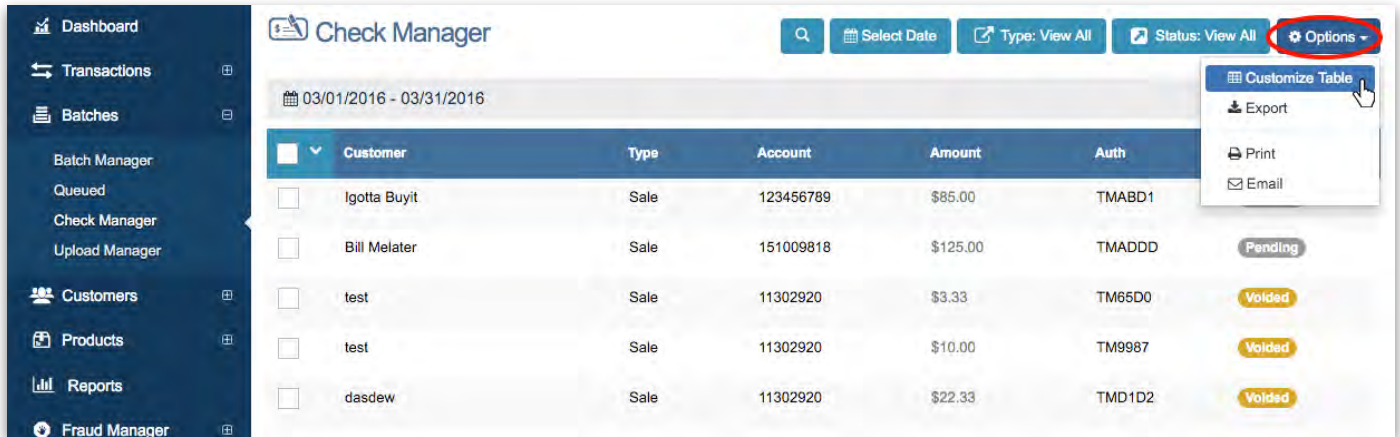 Dashboard
Transactions
Batches
Batch Manager
Queued
Check Manager
Upload Manager
Customers
Products
Reports
Fraud Manager
Check Manager
Select Date
Type: View All
Status: View All
Options
Customize Table
Export
Print
Email
03/01/2016 - 03/31/2016
Customer Type Account Amount Auth
Igotta Buyit Sale 123456789 $85.00 TMABD1
Bill Melater Sale 151009818 $125.00 TMADDD Pending
test Sale 11302920 $3.33 TM65D0 Voided
test Sale 11302920 $10.00 TM9987 Voided
dasdew Sale 11302920 $22.33 TMD1D2 Voided